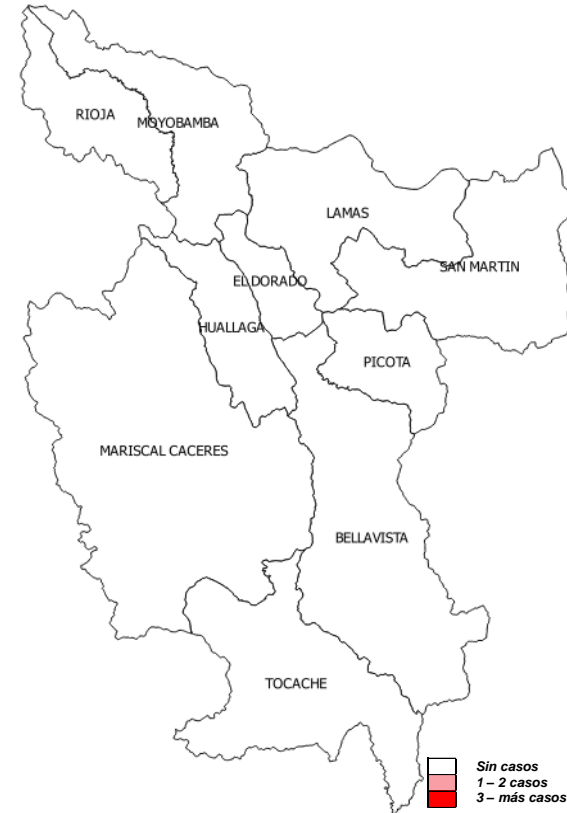 RIOJA
MOYOBAMBA
LAMAS
SAN MARTIN
EL DORADO
HUALLAGA
PICOTA
MARISCAL CACERES
BELLAVISTA
TOCACHE
Sin casos
1 – 2 casos
3 – más casos